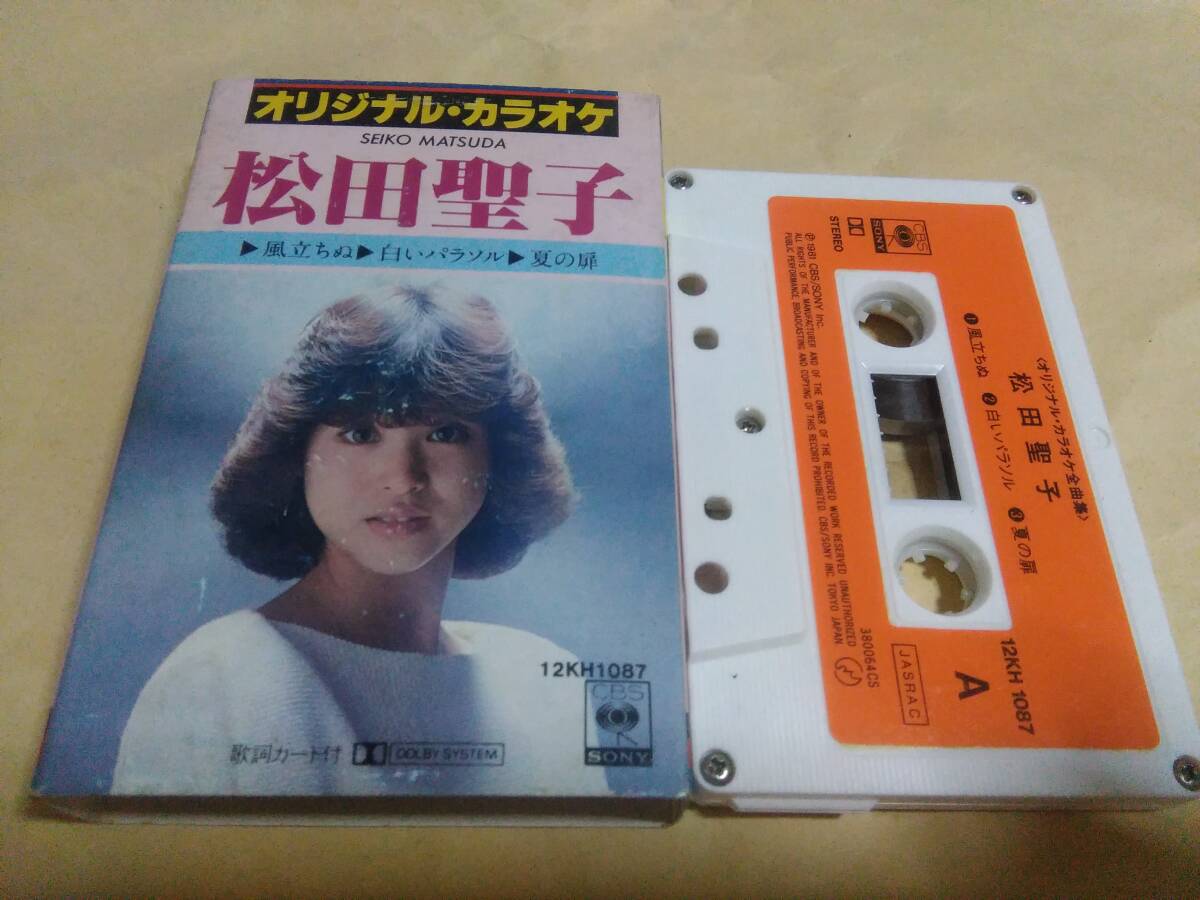 オリジナル・カラオケ
SEIKO MATSUDA
松田聖子
▶風立ちぬ▶白いパラソル▶夏の扉
12KH1087
CBS
SONY
歌詞カード付 DOLBY SYSTEM
CBS
SONY
STEREO
℗1981 CBS/SONY Inc.
ALL RIGHTS OF THE MANUFACTURER AND OF THE OWNER OF THE RECORDED WORK RESERVED UNAUTHORIZED
PUBLIC PERFORMANCE, BROADCASTING AND COPYING OF THIS RECORD PROHIBITED. CBS/SONY INC. TOKYO JAPAN
〈オリジナル・カラオケ全曲集〉
松田聖子
❶風立ちぬ ❷白いパラソル ❸夏の扉
380064CS
JASRAC
A
12KH 1087